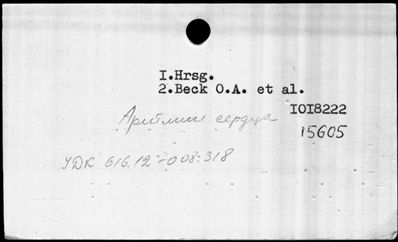 I.Hrsg.
2.Beck O.A. et al.
Аритмии сердца
IOI8222
15605
УДК 616.12-008:318